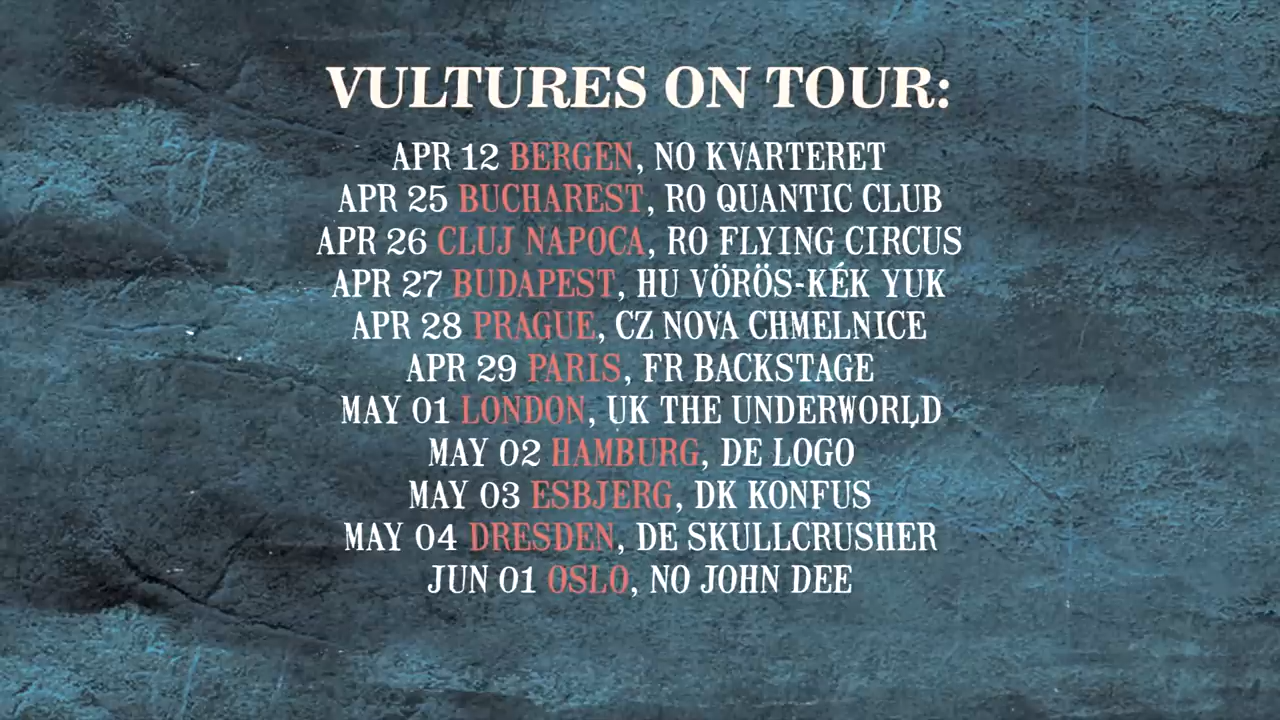 VULTURES ON TOUR:
APR 12 BERGEN, NO KVARTERET
APR 25 BUCHAREST, RO QUANTIC CLUB
APR 26 CLUJ NAPOCA, RO FLYING CIRCUS
APR 27 BUDAPEST, HU VÖRÖS-KÉK YUK
APR 28 PRAGUE, CZ NOVA CHMELNICE
APR 29 PARIS, FR BACKSTAGE
MAY 01 LONDON, UK THE UNDERWORLD
MAY 02 HAMBURG, DE LOGO
MAY 03 ESBJERG, DK KONFUS
MAY 04 DRESDEN, DE SKULLCRUSHER
JUN 01 OSLO, NO JOHN DEE